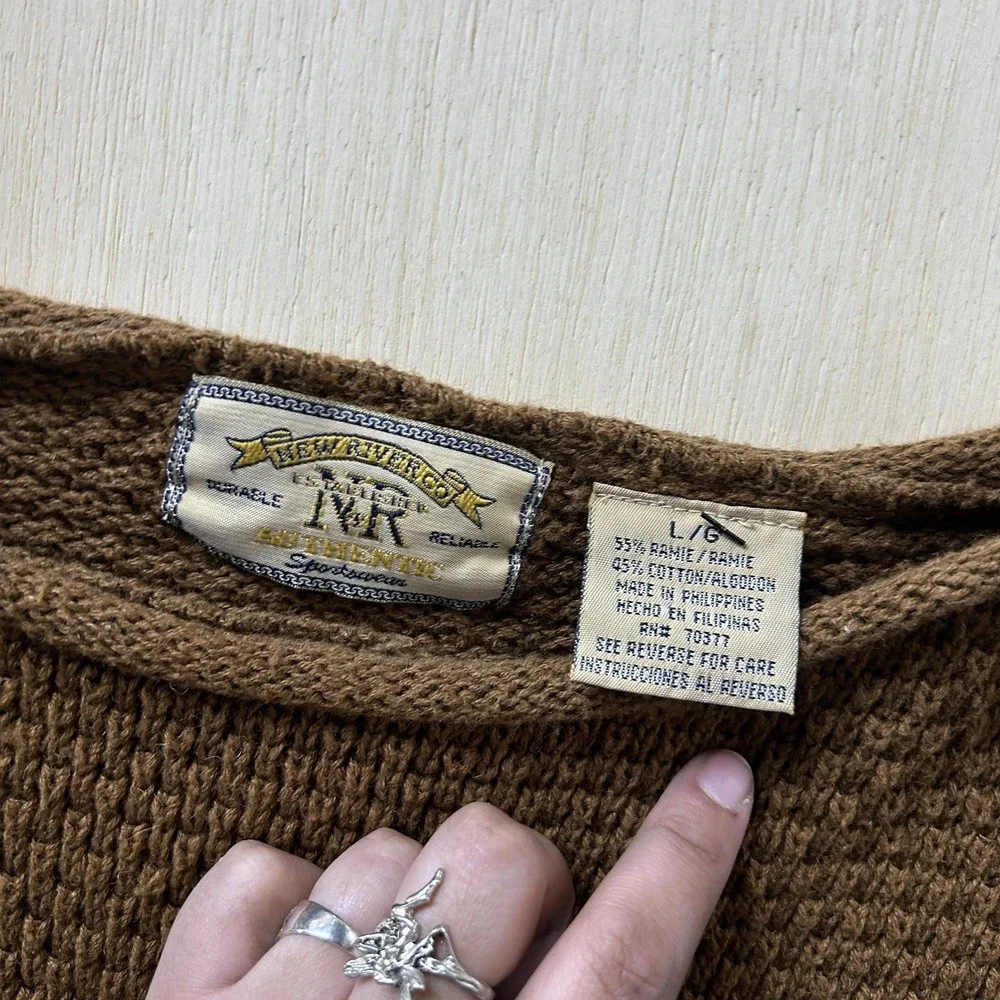 NEW RIVER CO
DURABLE
NR
RELIABLE
AUTHENTIC
Sportswear
L/G
55% RAMIE/RAMIE
45% COTTON/ALGODON
MADE IN PHILIPPINES
HECHO EN FILIPINAS
RN# 70377
SEE REVERSE FOR CARE
INSTRUCCIONES AL REVERSO